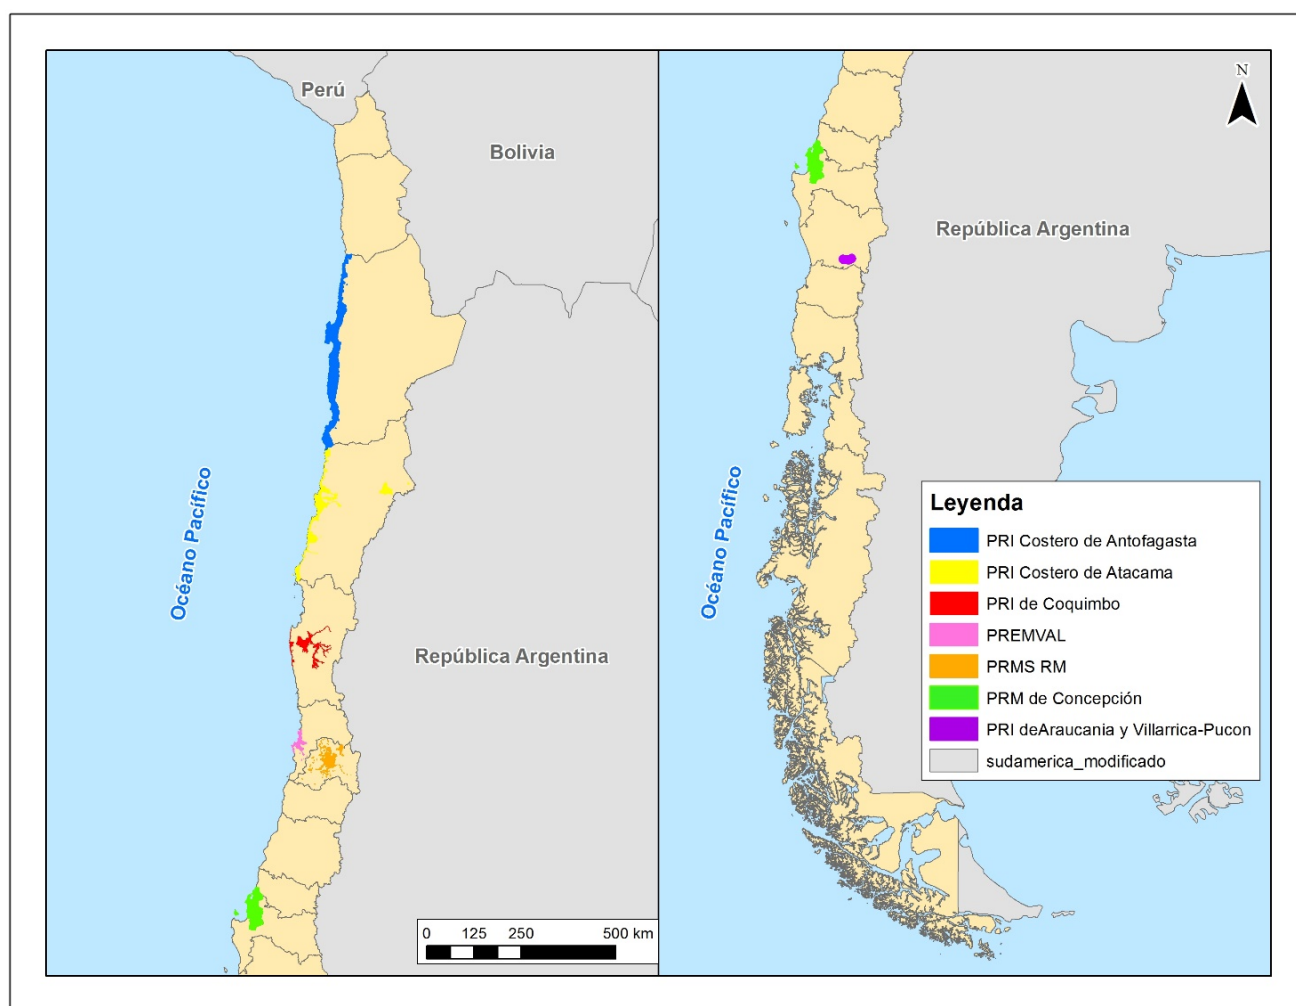 Perú
Bolivia
República Argentina
Océano Pacífico
0 125 250 500 km
N
República Argentina
Océano Pacífico
Leyenda
PRI Costero de Antofagasta
PRI Costero de Atacama
PRI de Coquimbo
PREMVAL
PRMS RM
PRM de Concepción
PRI deAraucania y Villarrica-Pucon
sudamerica_modificado